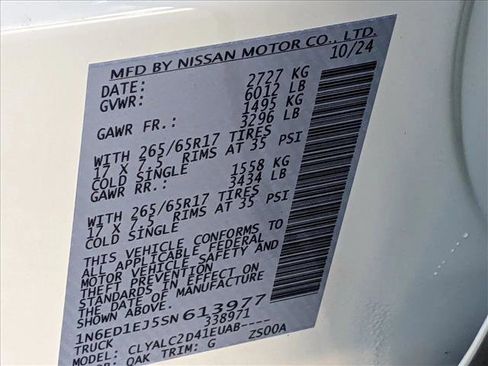 MFD BY NISSAN MOTOR CO., LTD.
DATE: 10/24
GVWR: 2727 KG
6012 LB
GAWR FR.: 1495 KG
3296 LB
WITH 265/65R17 TIRES
17 X 7.5 RIMS AT 35 PSI
COLD SINGLE
GAWR RR.: 1558 KG
3434 LB
WITH 265/65R17 TIRES
17 X 7.5 RIMS AT 35 PSI
COLD SINGLE
THIS VEHICLE CONFORMS TO
ALL APPLICABLE FEDERAL
MOTOR VEHICLE SAFETY AND
THEFT PREVENTION
STANDARDS IN EFFECT ON
THE DATE OF MANUFACTURE
SHOWN ABOVE.
1N6ED1EJ5SN613977
TRUCK 338971
MODEL: CLYALC2D41EUAB----
COLOR: QAK TRIM: G ZS00A